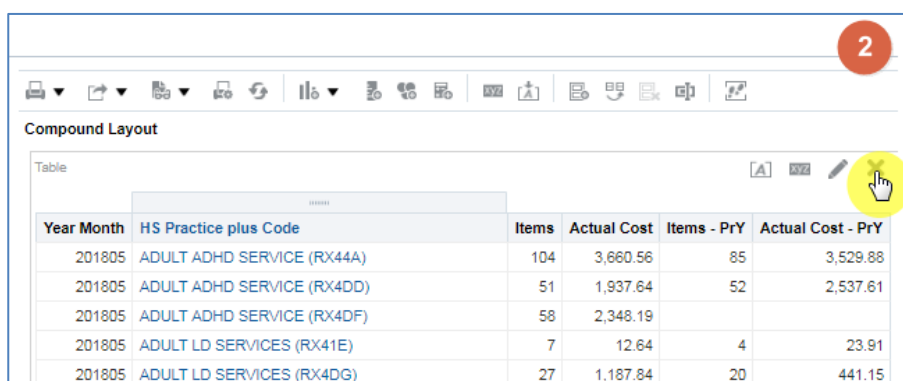 2
xyz A
Compound Layout
Table
A xyz
Year Month HS Practice plus Code Items Actual Cost Items - PrY Actual Cost - PrY
201805 ADULT ADHD SERVICE (RX44A) 104 3,660.56 85 3,529.88
201805 ADULT ADHD SERVICE (RX4DD) 51 1,937.64 52 2,537.61
201805 ADULT ADHD SERVICE (RX4DF) 58 2,348.19
201805 ADULT LD SERVICES (RX41E) 7 12.64 4 23.91
201805 ADULT LD SERVICES (RX4DG) 27 1,187.84 20 441.15